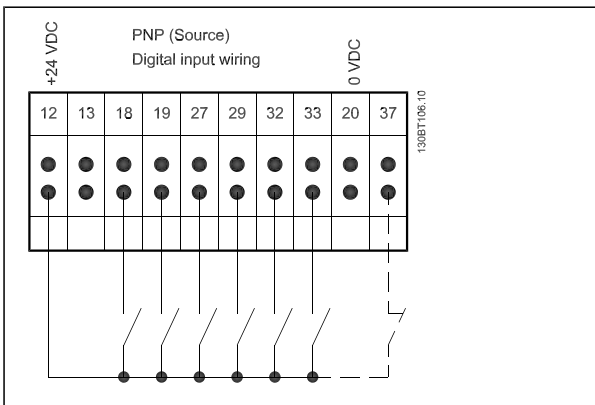 +24 VDC
PNP (Source)
Digital input wiring
0 VDC
12 13 18 19 27 29 32 33 20 37
130BT106.10